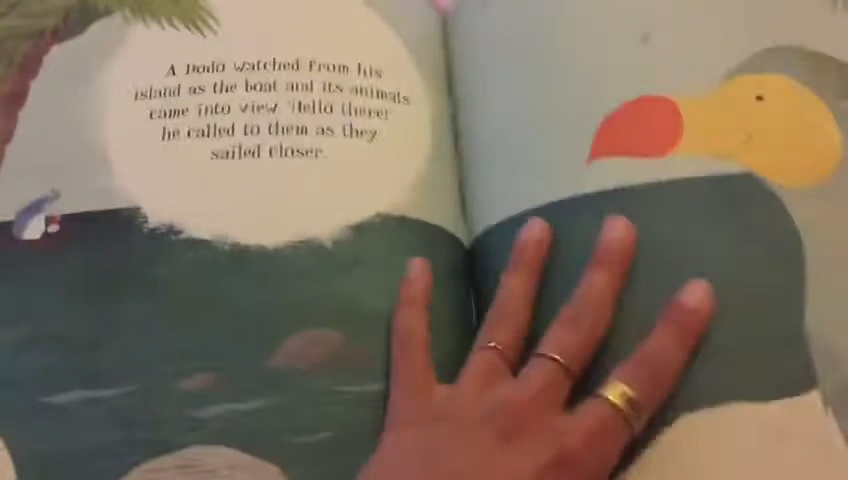 A Dodo watched from his
island as the boat and its animals
came into view. 'Hello there!'
he called to them as they
sailed closer.